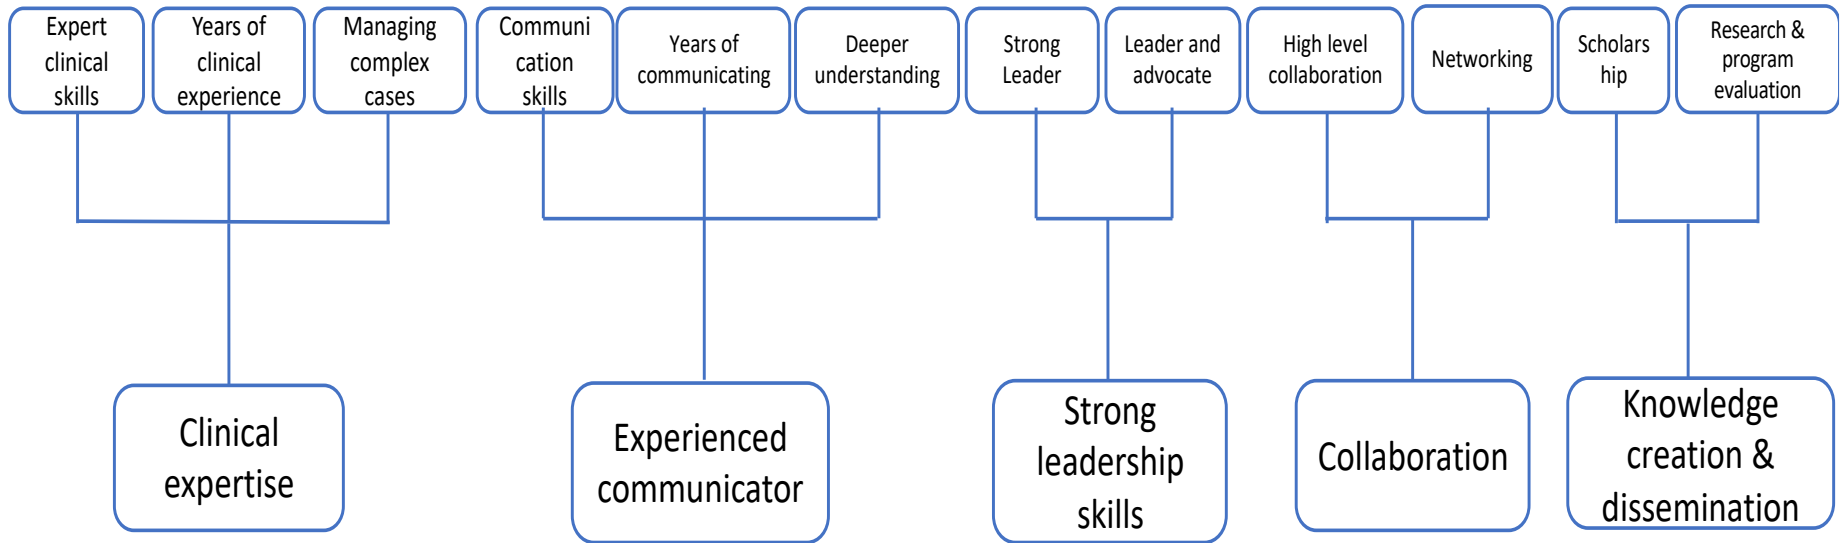 Expert
clinical
skills
Years of
clinical
experience
Managing
complex
cases
Communi
cation
skills
Years of
communicating
Deeper
understanding
Strong
Leader
Leader and
advocate
High level
collaboration
Networking
Scholars
hip
Research &
program
evaluation
Clinical
expertise
Experienced
communicator
Strong
leadership
skills
Collaboration
Knowledge
creation &
dissemination